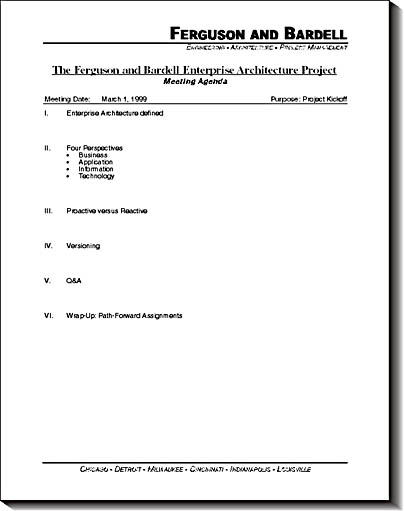 FERGUSON AND BARDELL
ENGINEERING • ARCHITECTURE • PROJECT MANAGEMENT
The Ferguson and Bardell Enterprise Architecture Project
Meeting Agenda
Meeting Date: March 1, 1999 Purpose: Project Kickoff
I. Enterprise Architecture defined
II. Four Perspectives
• Business
• Application
• Information
• Technology
III. Proactive versus Reactive
IV. Versioning
V. Q&A
VI. Wrap-Up: Path-Forward Assignments
CHICAGO • DETROIT • MILWAUKEE • CINCINNATI • INDIANAPOLIS • LOUISVILLE